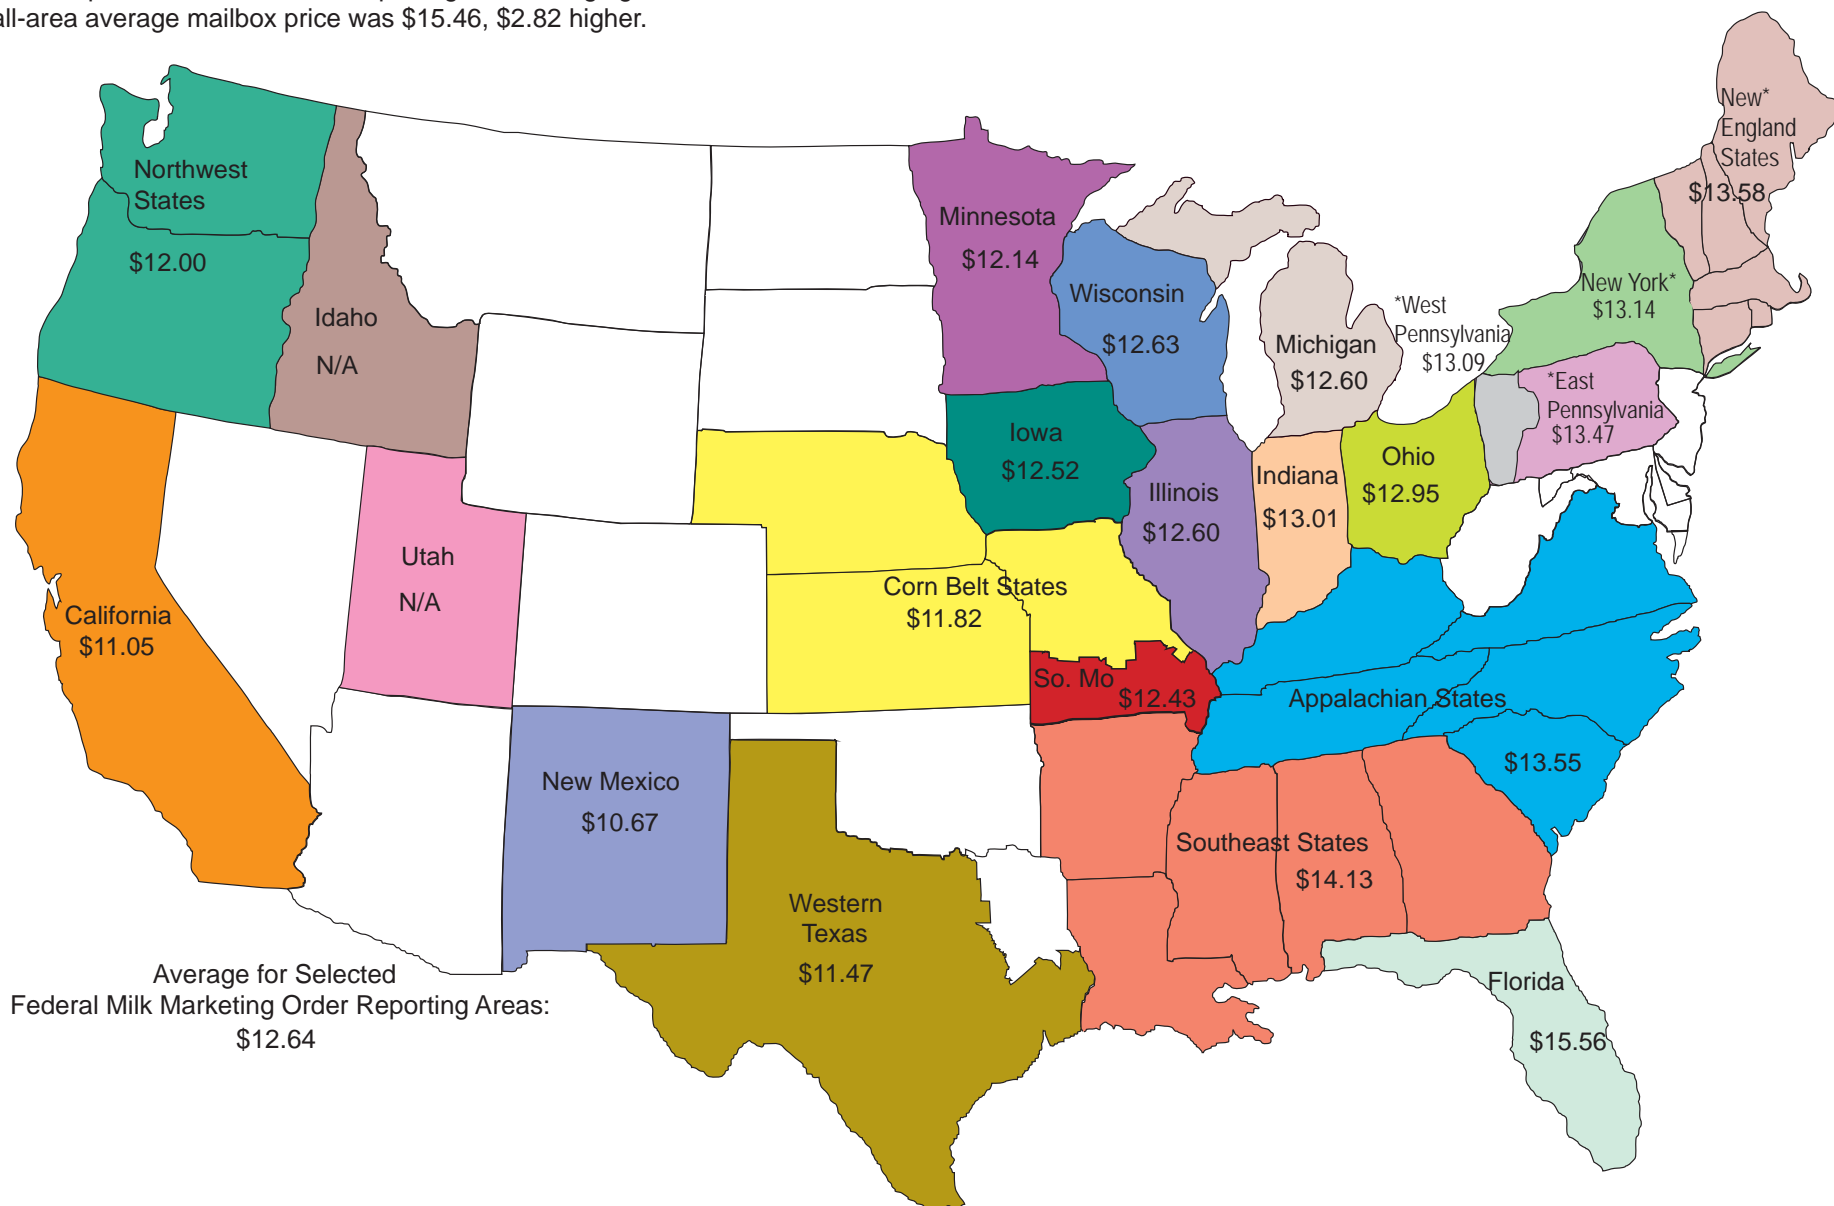 all-area average mailbox price was $15.46, $2.82 higher.
New*
England
States
$13.58
Northwest
States
$12.00
Minnesota
$12.14
Wisconsin
$12.63
Idaho
N/A
Michigan
$12.60
*West
Pennsylvania
$13.09
New York*
$13.14
*East
Pennsylvania
$13.47
Iowa
$12.52
Illinois
$12.60
Indiana
$13.01
Ohio
$12.95
Utah
N/A
California
$11.05
Corn Belt States
$11.82
So. Mo
$12.43
Appalachian States
$13.55
New Mexico
$10.67
Southeast States
$14.13
Western
Texas
$11.47
Florida
$15.56
Average for Selected
Federal Milk Marketing Order Reporting Areas:
$12.64